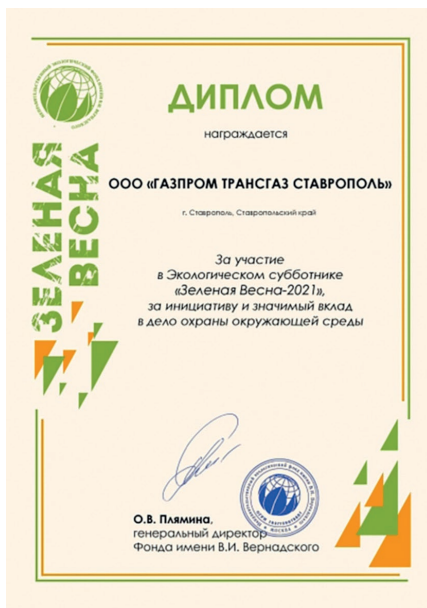 ДИПЛОМ
награждается
ООО «ГАЗПРОМ ТРАНСГАЗ СТАВРОПОЛЬ»
г. Ставрополь, Ставропольский край
ЗЕЛЕНАЯ
ВЕСНА
За участие
в Экологическом субботнике
«Зеленая Весна-2021»,
за инициативу и значимый вклад
в дело охраны окружающей среды
О.В. Плямина,
генеральный директор
Фонда имени В.И. Вернадского